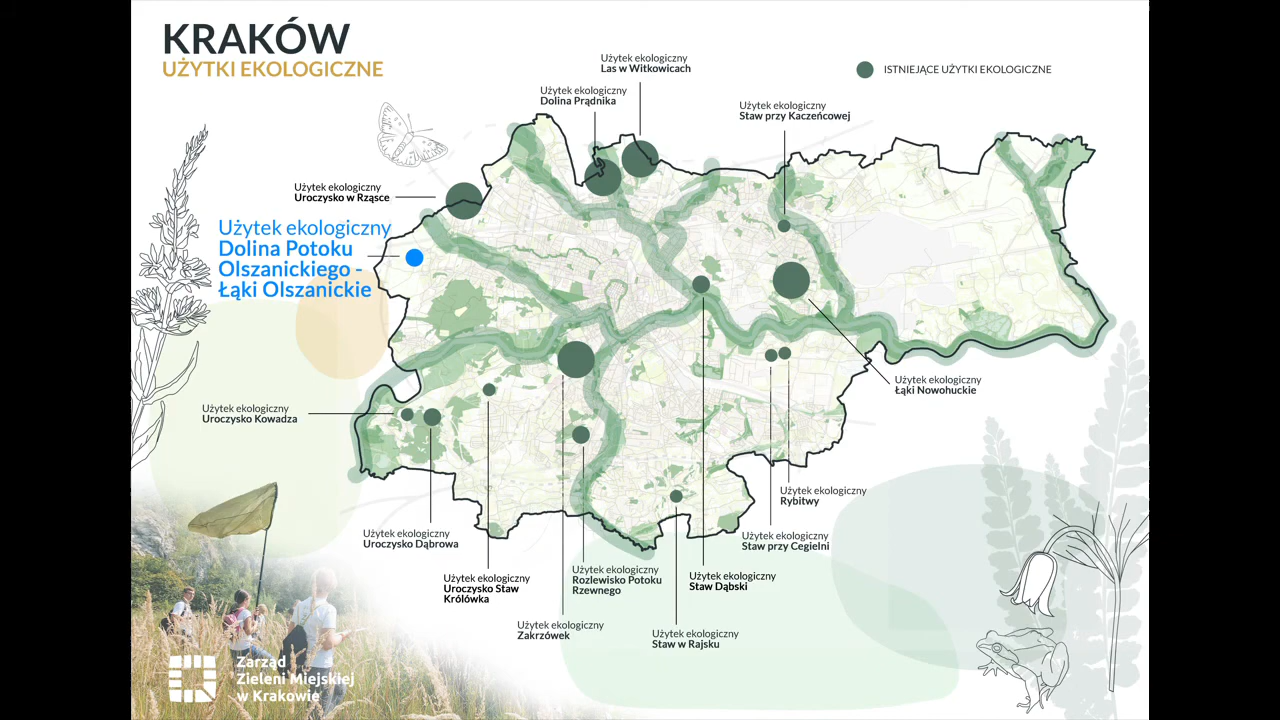 KRAKÓW
UŻYTKI EKOLOGICZNE
ISTNIEJĄCE UŻYTKI EKOLOGICZNE
Użytek ekologiczny
Las w Witkowicach
Użytek ekologiczny
Dolina Prądnika
Użytek ekologiczny
Staw przy Kaczeńcowej
Użytek ekologiczny
Uroczysko w Rząsce
Użytek ekologiczny
Dolina Potoku
Olszanickiego -
Łąki Olszanickie
Użytek ekologiczny
Łąki Nowohuckie
Użytek ekologiczny
Uroczysko Kowadza
Użytek ekologiczny
Rybitwy
Użytek ekologiczny
Uroczysko Dąbrowa
Użytek ekologiczny
Staw przy Cegielni
Użytek ekologiczny
Uroczysko Staw
Królówka
Użytek ekologiczny
Rozlewisko Potoku
Rzewnego
Użytek ekologiczny
Staw Dąbski
Użytek ekologiczny
Zakrzówek
Użytek ekologiczny
Staw w Rajsku
Zarząd
Zieleni Miejskiej
w Krakowie